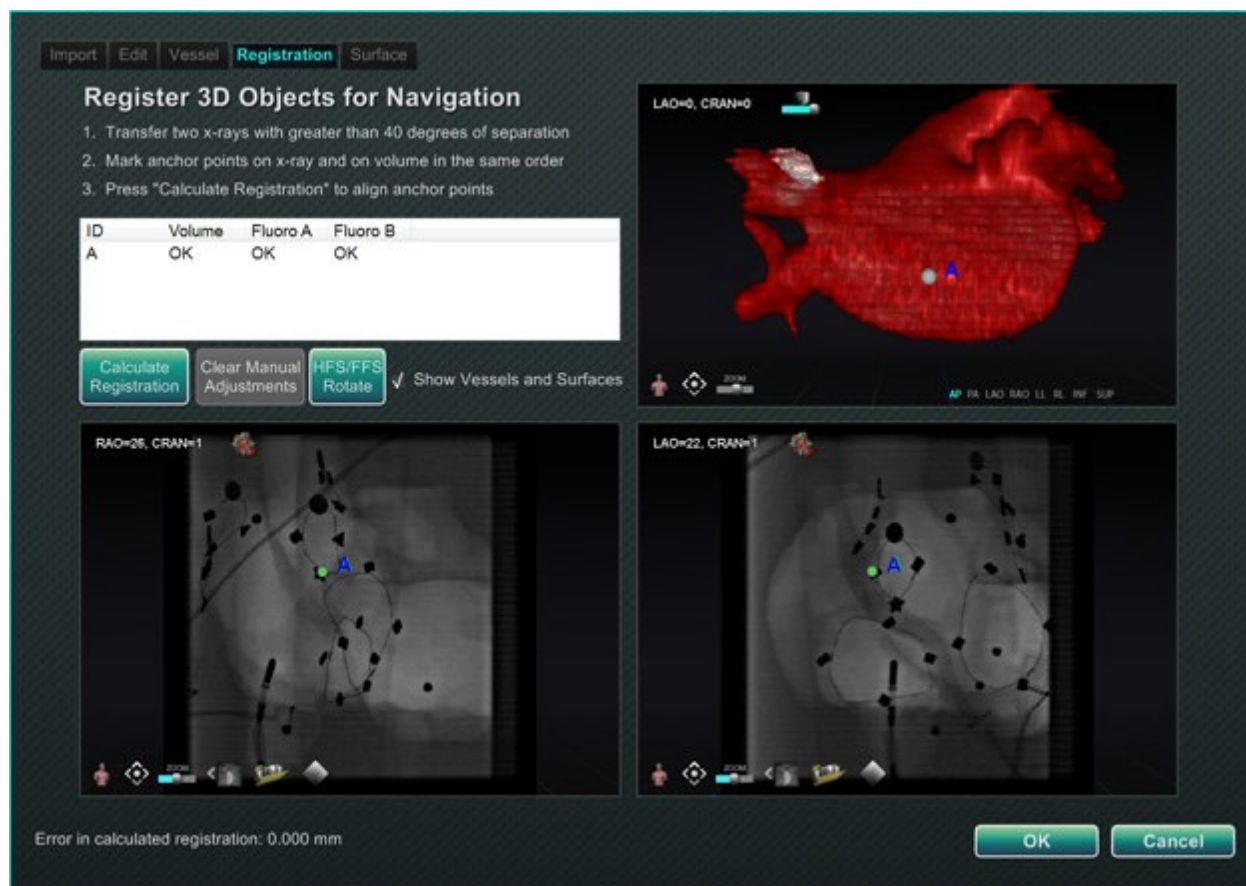 Import Edit Vessel Registration Surface
Register 3D Objects for Navigation
1. Transfer two x-rays with greater than 40 degrees of separation
2. Mark anchor points on x-ray and on volume in the same order
3. Press "Calculate Registration" to align anchor points
ID Volume Fluoro A Fluoro B
A OK OK OK
Calculate Registration
Clear Manual Adjustments
HFS/FFS Rotate
Show Vessels and Surfaces
LAO=0, CRAN=0
A
ZOOM
AP PA LAO RAO LL RL INF SUP
RAO=26, CRAN=1
A
ZOOM
LAO=22, CRAN=1
A
ZOOM
Error in calculated registration: 0.000 mm
OK
Cancel